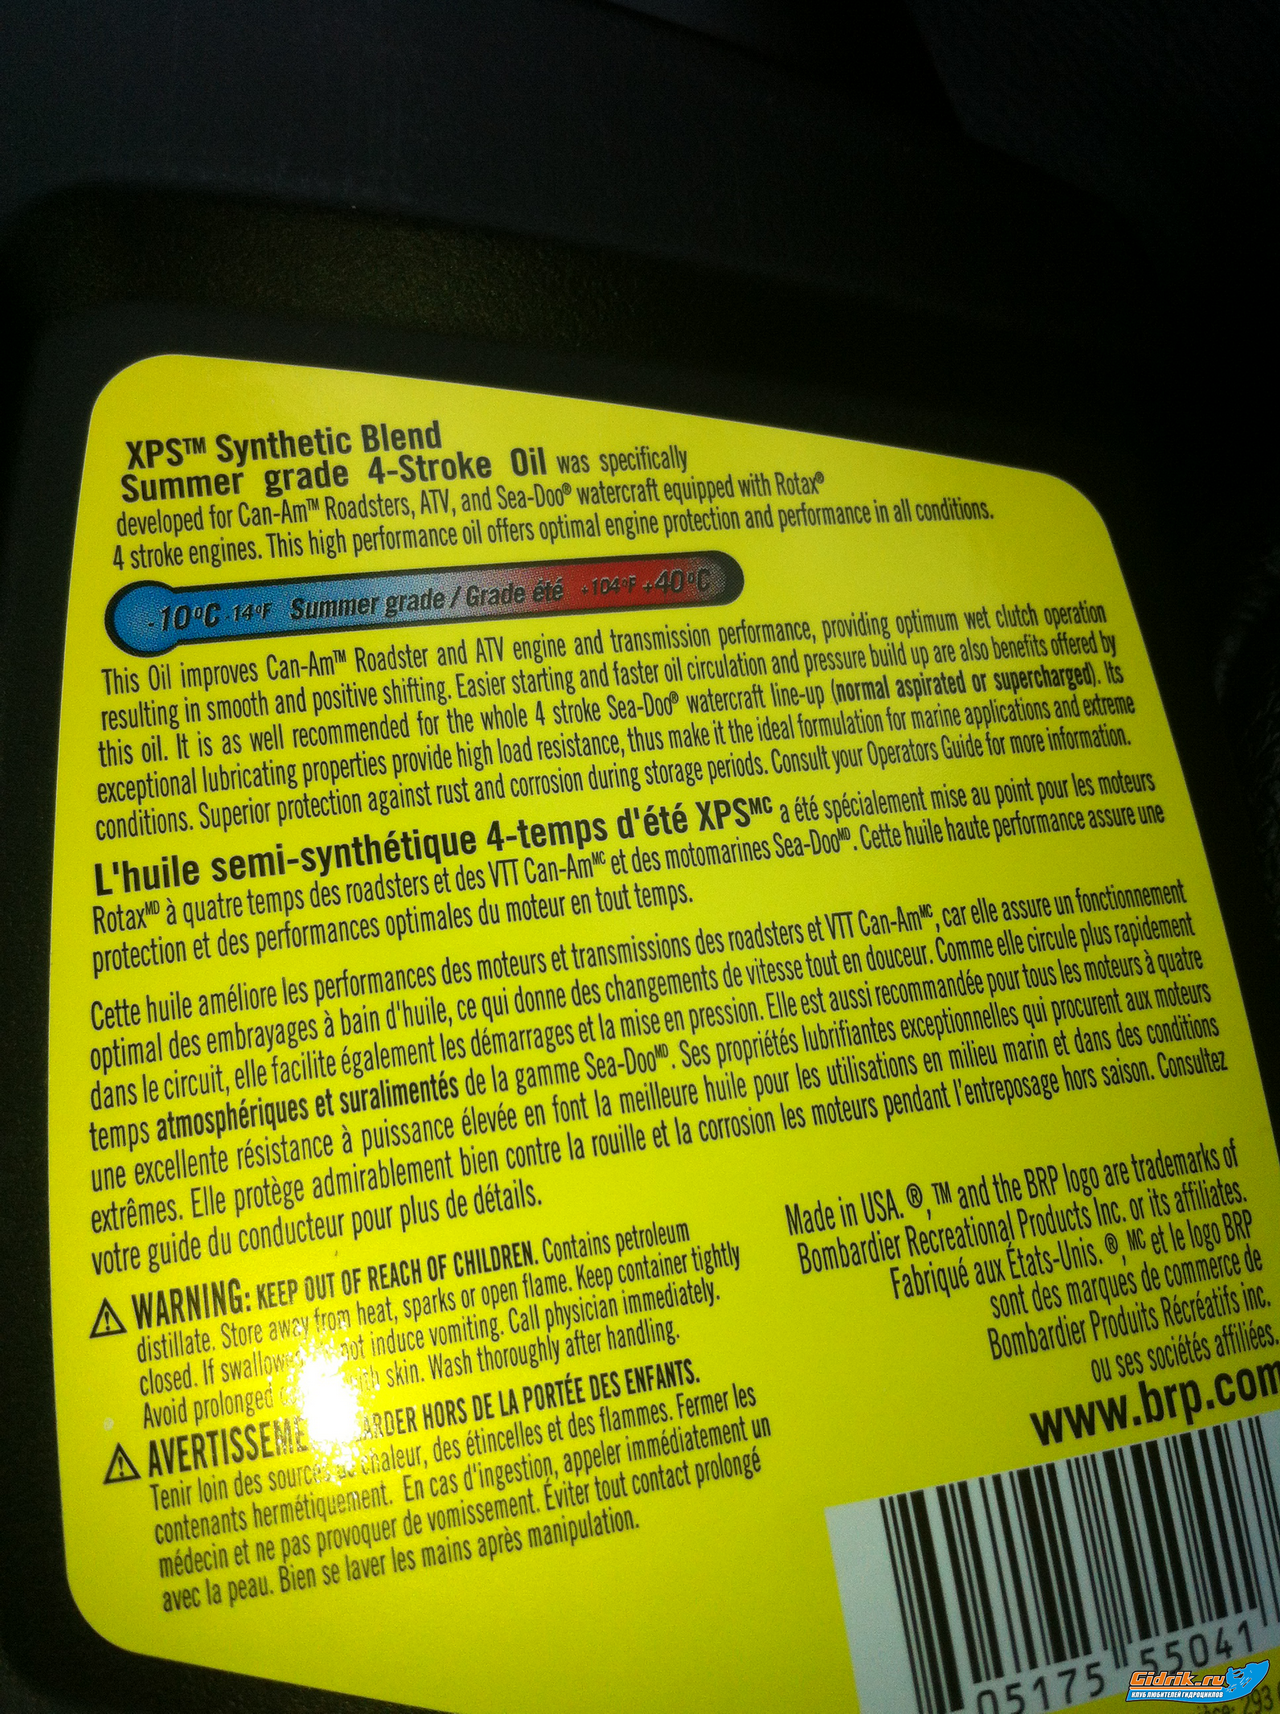 XPS™ Synthetic Blend
Summer grade 4-Stroke Oil was specifically
developed for Can-Am™ Roadsters, ATV, and Sea-Doo® watercraft equipped with Rotax®
4 stroke engines. This high performance oil offers optimal engine protection and performance in all conditions.
-10°C -14°F Summer grade / Grade été +104°F +40°C
This Oil improves Can-Am™ Roadster and ATV engine and transmission performance, providing optimum wet clutch operation
resulting in smooth and positive shifting. Easier starting and faster oil circulation and pressure build up are also benefits offered by
this oil. It is as well recommended for the whole 4 stroke Sea-Doo® watercraft line-up (normal aspirated or supercharged). Its
exceptional lubricating properties provide high load resistance, thus make it the ideal formulation for marine applications and extreme
conditions. Superior protection against rust and corrosion during storage periods. Consult your Operators Guide for more information.
L'huile semi-synthétique 4-temps d'été XPSᴹᶜ a été spécialement mise au point pour les moteurs
Rotaxᴹᴰ à quatre temps des roadsters et des VTT Can-Amᴹᶜ et des motomarines Sea-Dooᴹᴰ. Cette huile haute performance assure une
protection et des performances optimales du moteur en tout temps.
Cette huile améliore les performances des moteurs et transmissions des roadsters et VTT Can-Amᴹᶜ, car elle assure un fonctionnement
optimal des embrayages à bain d'huile, ce qui donne des changements de vitesse tout en douceur. Comme elle circule plus rapidement
dans le circuit, elle facilite également les démarrages et la mise en pression. Elle est aussi recommandée pour tous les moteurs à quatre
temps atmosphériques et suralimentés de la gamme Sea-Dooᴹᴰ. Ses propriétés lubrifiantes exceptionnelles qui procurent aux moteurs
une excellente résistance à puissance élevée en font la meilleure huile pour les utilisations en milieu marin et dans des conditions
extrêmes. Elle protège admirablement bien contre la rouille et la corrosion les moteurs pendant l'entreposage hors saison. Consultez
votre guide du conducteur pour plus de détails.
WARNING: KEEP OUT OF REACH OF CHILDREN. Contains petroleum
distillate. Store away from heat, sparks or open flame. Keep container tightly
closed. If swallowed not induce vomiting. Call physician immediately.
Avoid prolonged with skin. Wash thoroughly after handling.
AVERTISSEME ARDER HORS DE LA PORTÉE DES ENFANTS.
Tenir loin des sources de chaleur, des étincelles et des flammes. Fermer les
contenants hermétiquement. En cas d'ingestion, appeler immédiatement un
médecin et ne pas provoquer de vomissement. Éviter tout contact prolongé
avec la peau. Bien se laver les mains après manipulation.
Made in USA. ®, ™ and the BRP logo are trademarks of
Bombardier Recreational Products Inc. or its affiliates.
Fabriqué aux États-Unis. ®, ᴹᶜ et le logo BRP
sont des marques de commerce de
Bombardier Produits Récréatifs inc.
ou ses sociétés affiliées.
www.brp.com
05175 55041
Gidrik.ru
КЛУБ ЛЮБИТЕЛЕЙ ГИДРОЦИКЛОВ
293